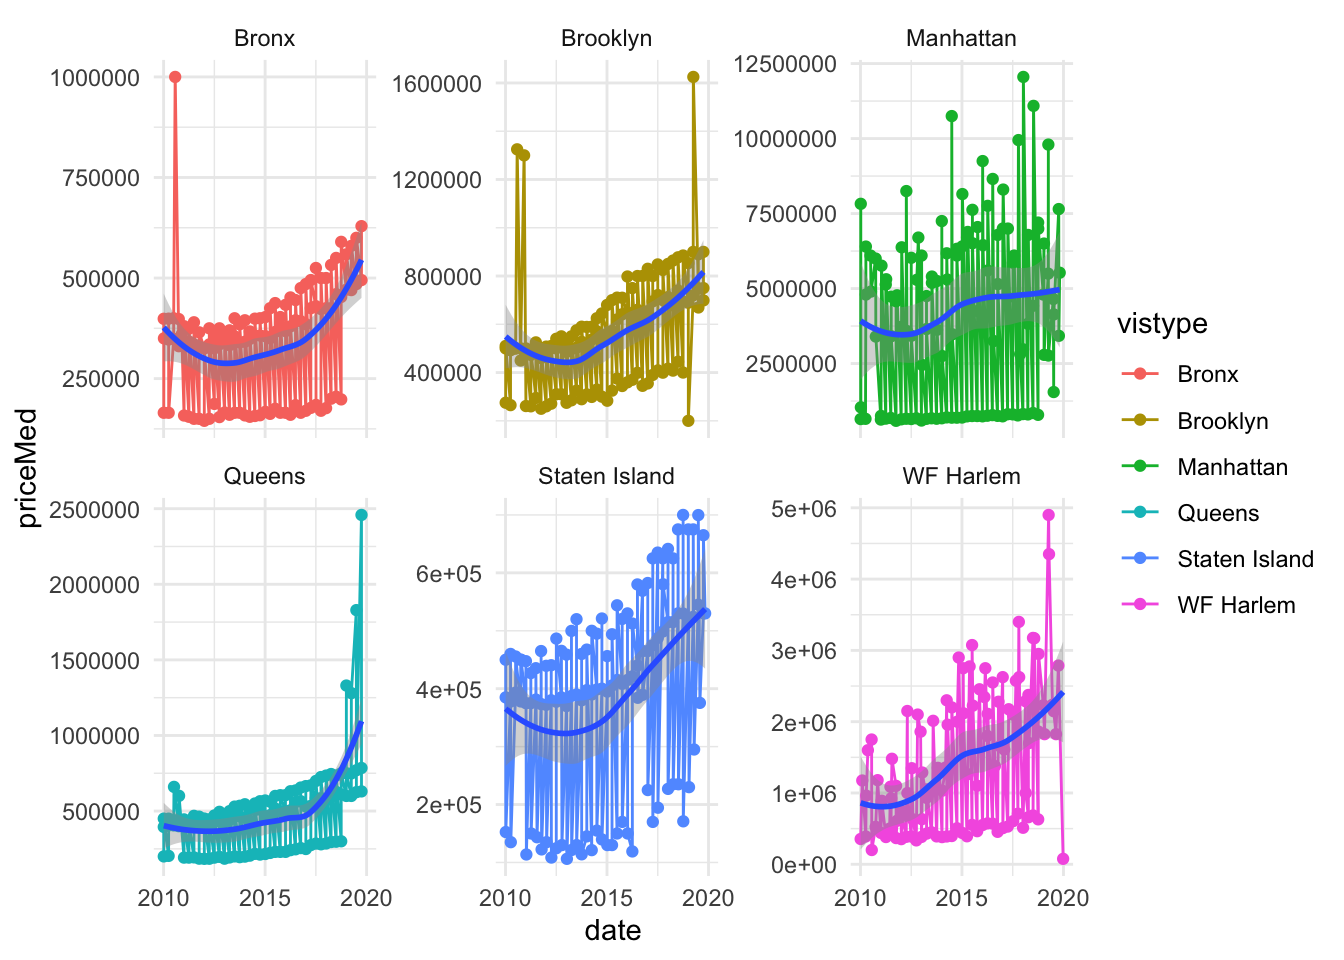 Bronx
Brooklyn
Manhattan
1000000
750000
500000
250000
1600000
1200000
800000
400000
12500000
10000000
7500000
5000000
2500000
priceMed
Queens
Staten Island
WF Harlem
2500000
2000000
1500000
1000000
500000
6e+05
4e+05
2e+05
5e+06
4e+06
3e+06
2e+06
1e+06
0e+00
2010 2015 2020
2010 2015 2020
2010 2015 2020
date
vistype
Bronx
Brooklyn
Manhattan
Queens
Staten Island
WF Harlem